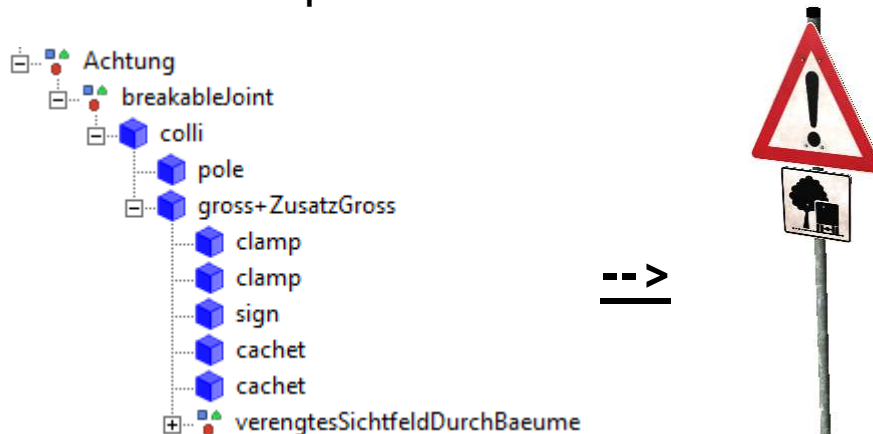 Achtung
breakableJoint
colli
pole
gross+ZusatzGross
clamp
clamp
sign
cachet
cachet
verengtesSichtfeldDurchBaeume
-->
!